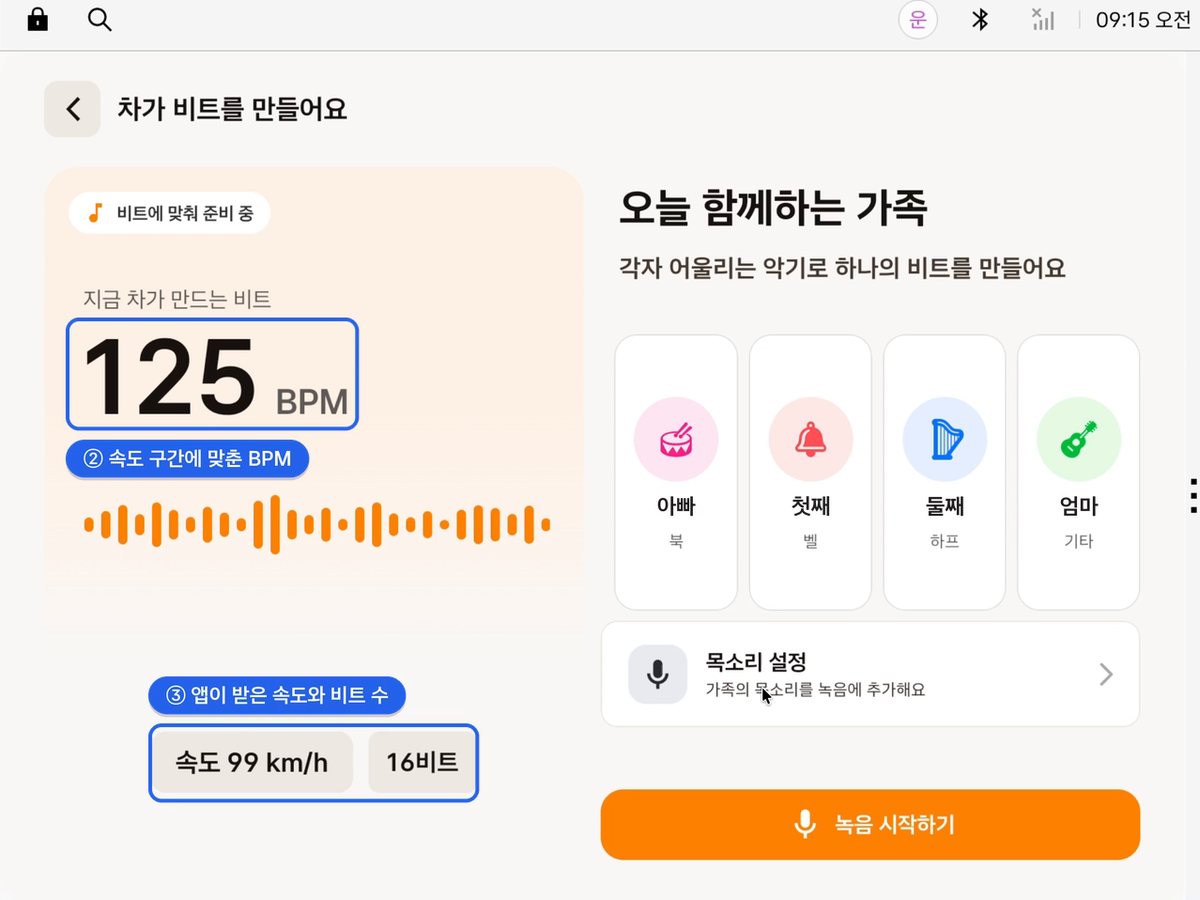 운
09:15 오전
차가 비트를 만들어요
비트에 맞춰 준비 중
지금 차가 만드는 비트
125 BPM
② 속도 구간에 맞춘 BPM
③ 앱이 받은 속도와 비트 수
속도 99 km/h
16비트
오늘 함께하는 가족
각자 어울리는 악기로 하나의 비트를 만들어요
아빠
북
첫째
벨
둘째
하프
엄마
기타
목소리 설정
가족의 목소리를 녹음에 추가해요
녹음 시작하기